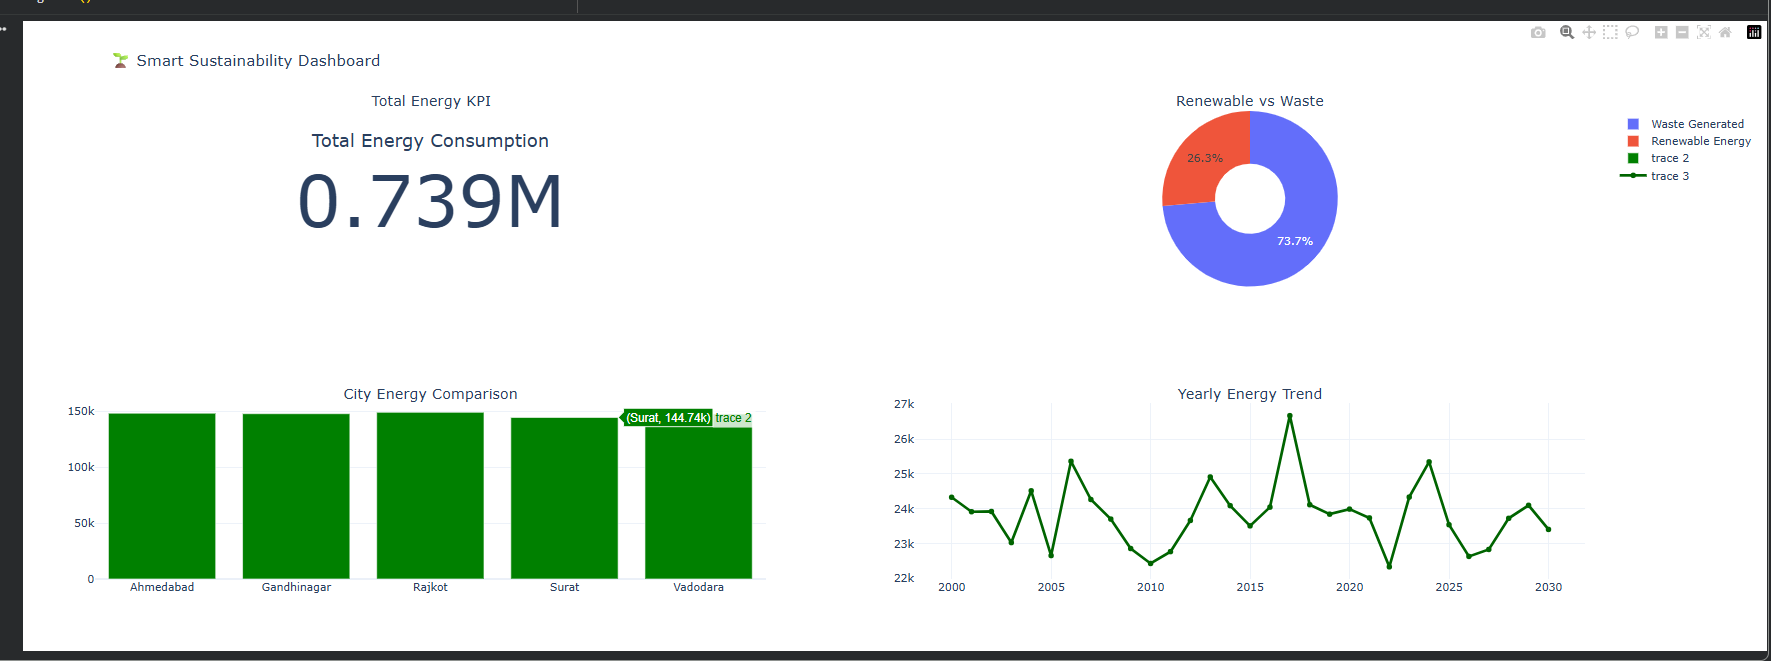 🌱 Smart Sustainability Dashboard
Total Energy KPI
Total Energy Consumption
0.739M
Renewable vs Waste
26.3%
73.7%
Waste Generated
Renewable Energy
trace 2
trace 3
City Energy Comparison
150k
100k
50k
0
(Surat, 144.74k) trace 2
Ahmedabad Gandhinagar Rajkot Surat Vadodara
Yearly Energy Trend
27k
26k
25k
24k
23k
22k
2000 2005 2010 2015 2020 2025 2030